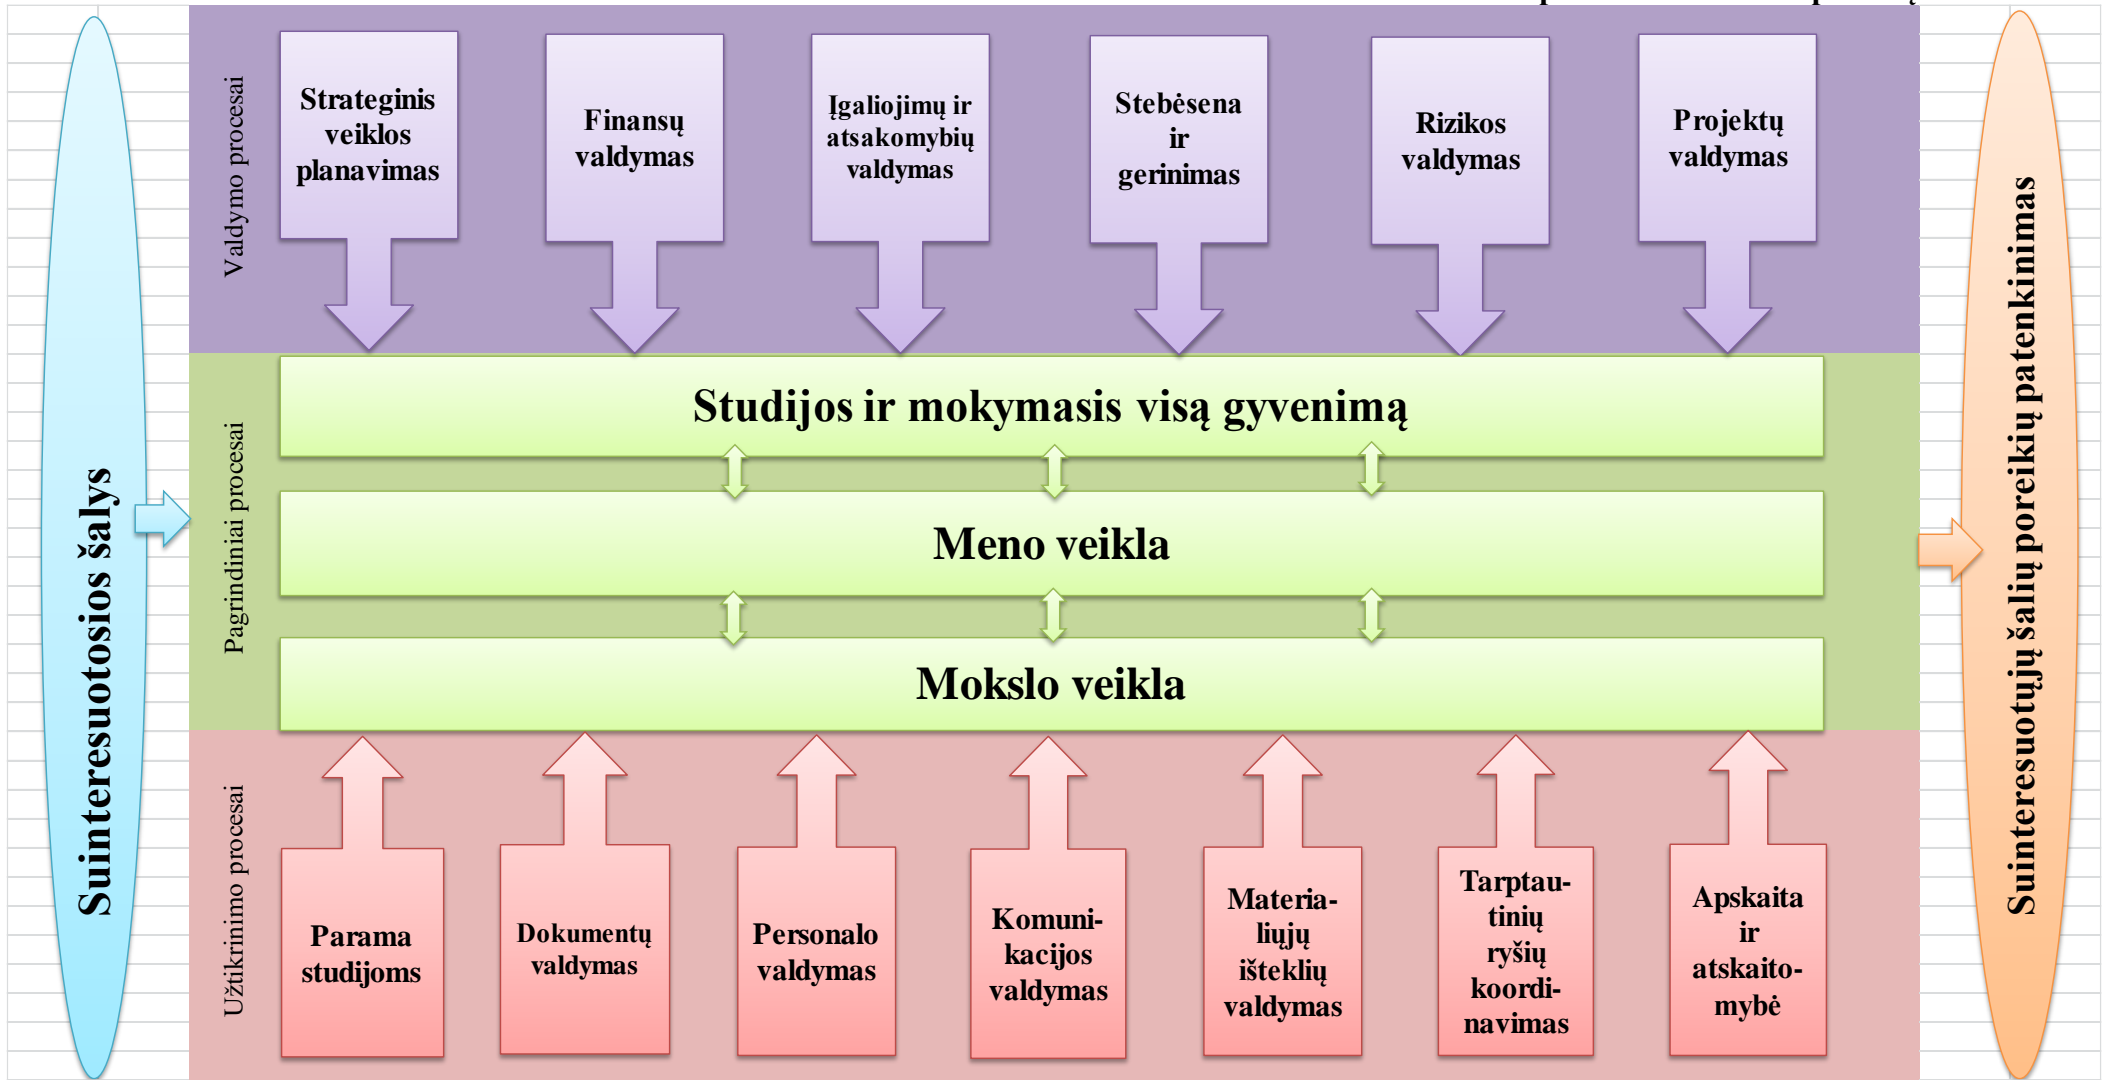 Suinteresuotosios šalys
Valdymo procesai
Strateginis
veiklos
planavimas
Finansų
valdymas
Įgaliojimų ir
atsakomybių
valdymas
Stebėsena
ir
gerinimas
Rizikos
valdymas
Projektų
valdymas
Pagrindiniai procesai
Studijos ir mokymasis visą gyvenimą
Meno veikla
Mokslo veikla
Užtikrinimo procesai
Parama
studijoms
Dokumentų
valdymas
Personalo
valdymas
Komuni-
kacijos
valdymas
Materia-
liųjų
išteklių
valdymas
Tarptau-
tinių
ryšių
koordi-
navimas
Apskaita
ir
atskaito-
mybė
Suinteresuotųjų šalių poreikių patenkinimas